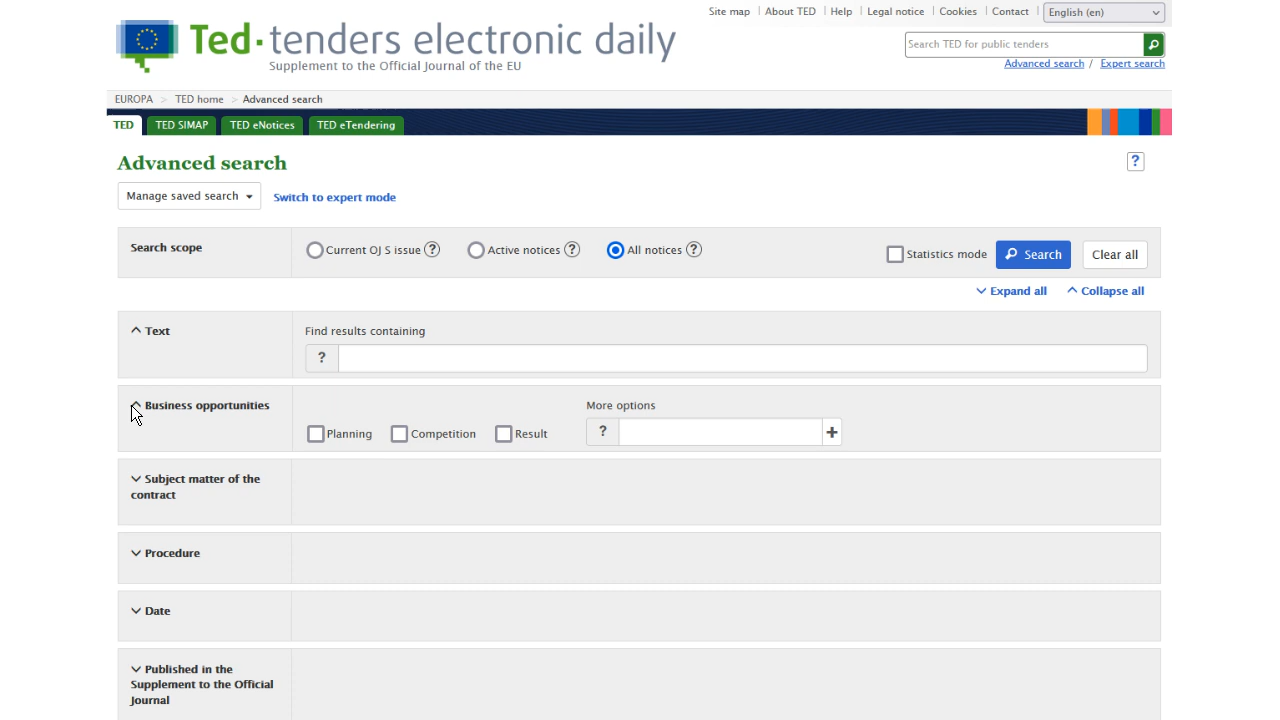 Site map About TED Help Legal notice Cookies Contact English (en)
Ted tenders electronic daily
Supplement to the Official Journal of the EU
Search TED for public tenders
Advanced search / Expert search
EUROPA > TED home > Advanced search
TED TED SIMAP TED eNotices TED eTendering
Advanced search ?
Manage saved search Switch to expert mode
Search scope Current OJ S issue ? Active notices ? All notices ? Statistics mode Search Clear all
Expand all Collapse all
Text Find results containing
?
Business opportunities More options
Planning Competition Result ? +
Subject matter of the
contract
Procedure
Date
Published in the
Supplement to the Official
Journal